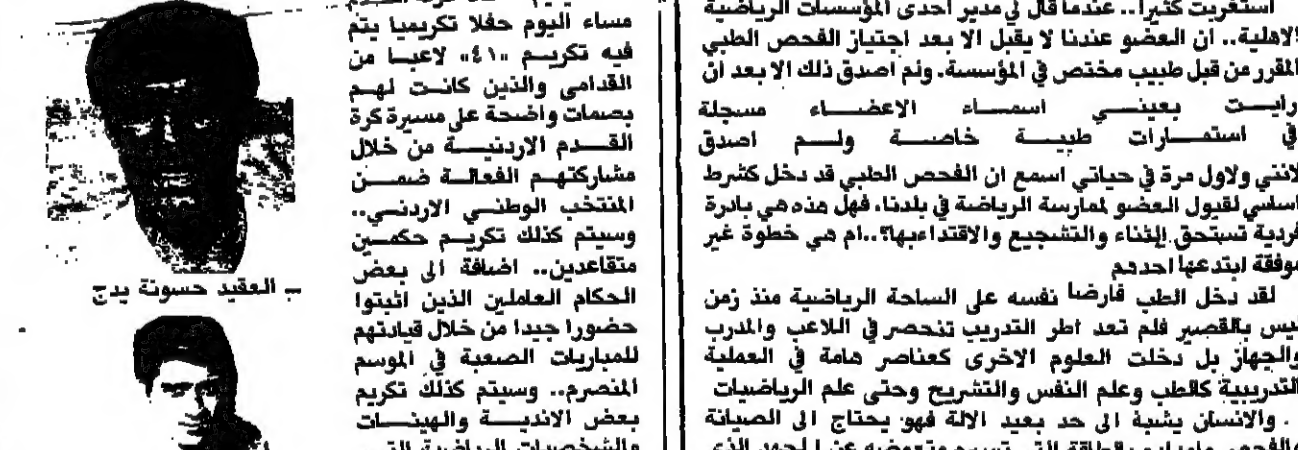 استغربت كثيرا.. عندما قال لي مدير احدى المؤسسات الرياضية
الاهلية.. ان العضو عندنا لا يقبل الا بعد اجتياز الفحص الطبي
المقرر من قبل طبيب مختص في المؤسسة، ولم اصدق ذلك الا بعد ان
رايت بعيني اسماء الاعضاء مسجلة
في استمارات طبية خاصة ولم اصدق
لانني ولاول مرة في حياتي اسمع ان الفحص الطبي قد دخل كشرط
اساسي لقبول العضو لممارسة الرياضة في بلدنا، فهل هذه هي بادرة
فردية تستحق الثناء والتشجيع والاقتداء بها؟..ام هي خطوة غير
موفقة ابتدعها احدهم
لقد دخل الطب فارضا نفسه على الساحة الرياضية منذ زمن
ليس بالقصير فلم تعد اطر التدريب تنحصر في اللاعب والمدرب
والجهاز بل دخلت العلوم الاخرى كعناصر هامة في العملية
التدريبية كالطب وعلم النفس والتشريح وحتى علم الرياضيات
. والانسان يشبة الى حد بعيد الالة فهو يحتاج الى الصيانة
مساء اليوم حفلا تكريميا يتم
فيه تكريم «٤١» لاعبا من
القدامى والذين كانت لهم
بصمات واضحة على مسيرة كرة
القدم الاردنية من خلال
مشاركتهم الفعالة ضمن
المنتخب الوطني الاردني..
وسيتم كذلك تكريم حكمين
متقاعدين.. اضافة الى بعض
الحكام العاملين الذين اثبتوا
حضورا جيدا من خلال قيادتهم
للمباريات الصعبة في الموسم
المنصرم.. وسيتم كذلك تكريم
بعض الاندية والهيئات
والشخصيات الرياضية التي
ــ العقيد حسونة يدج